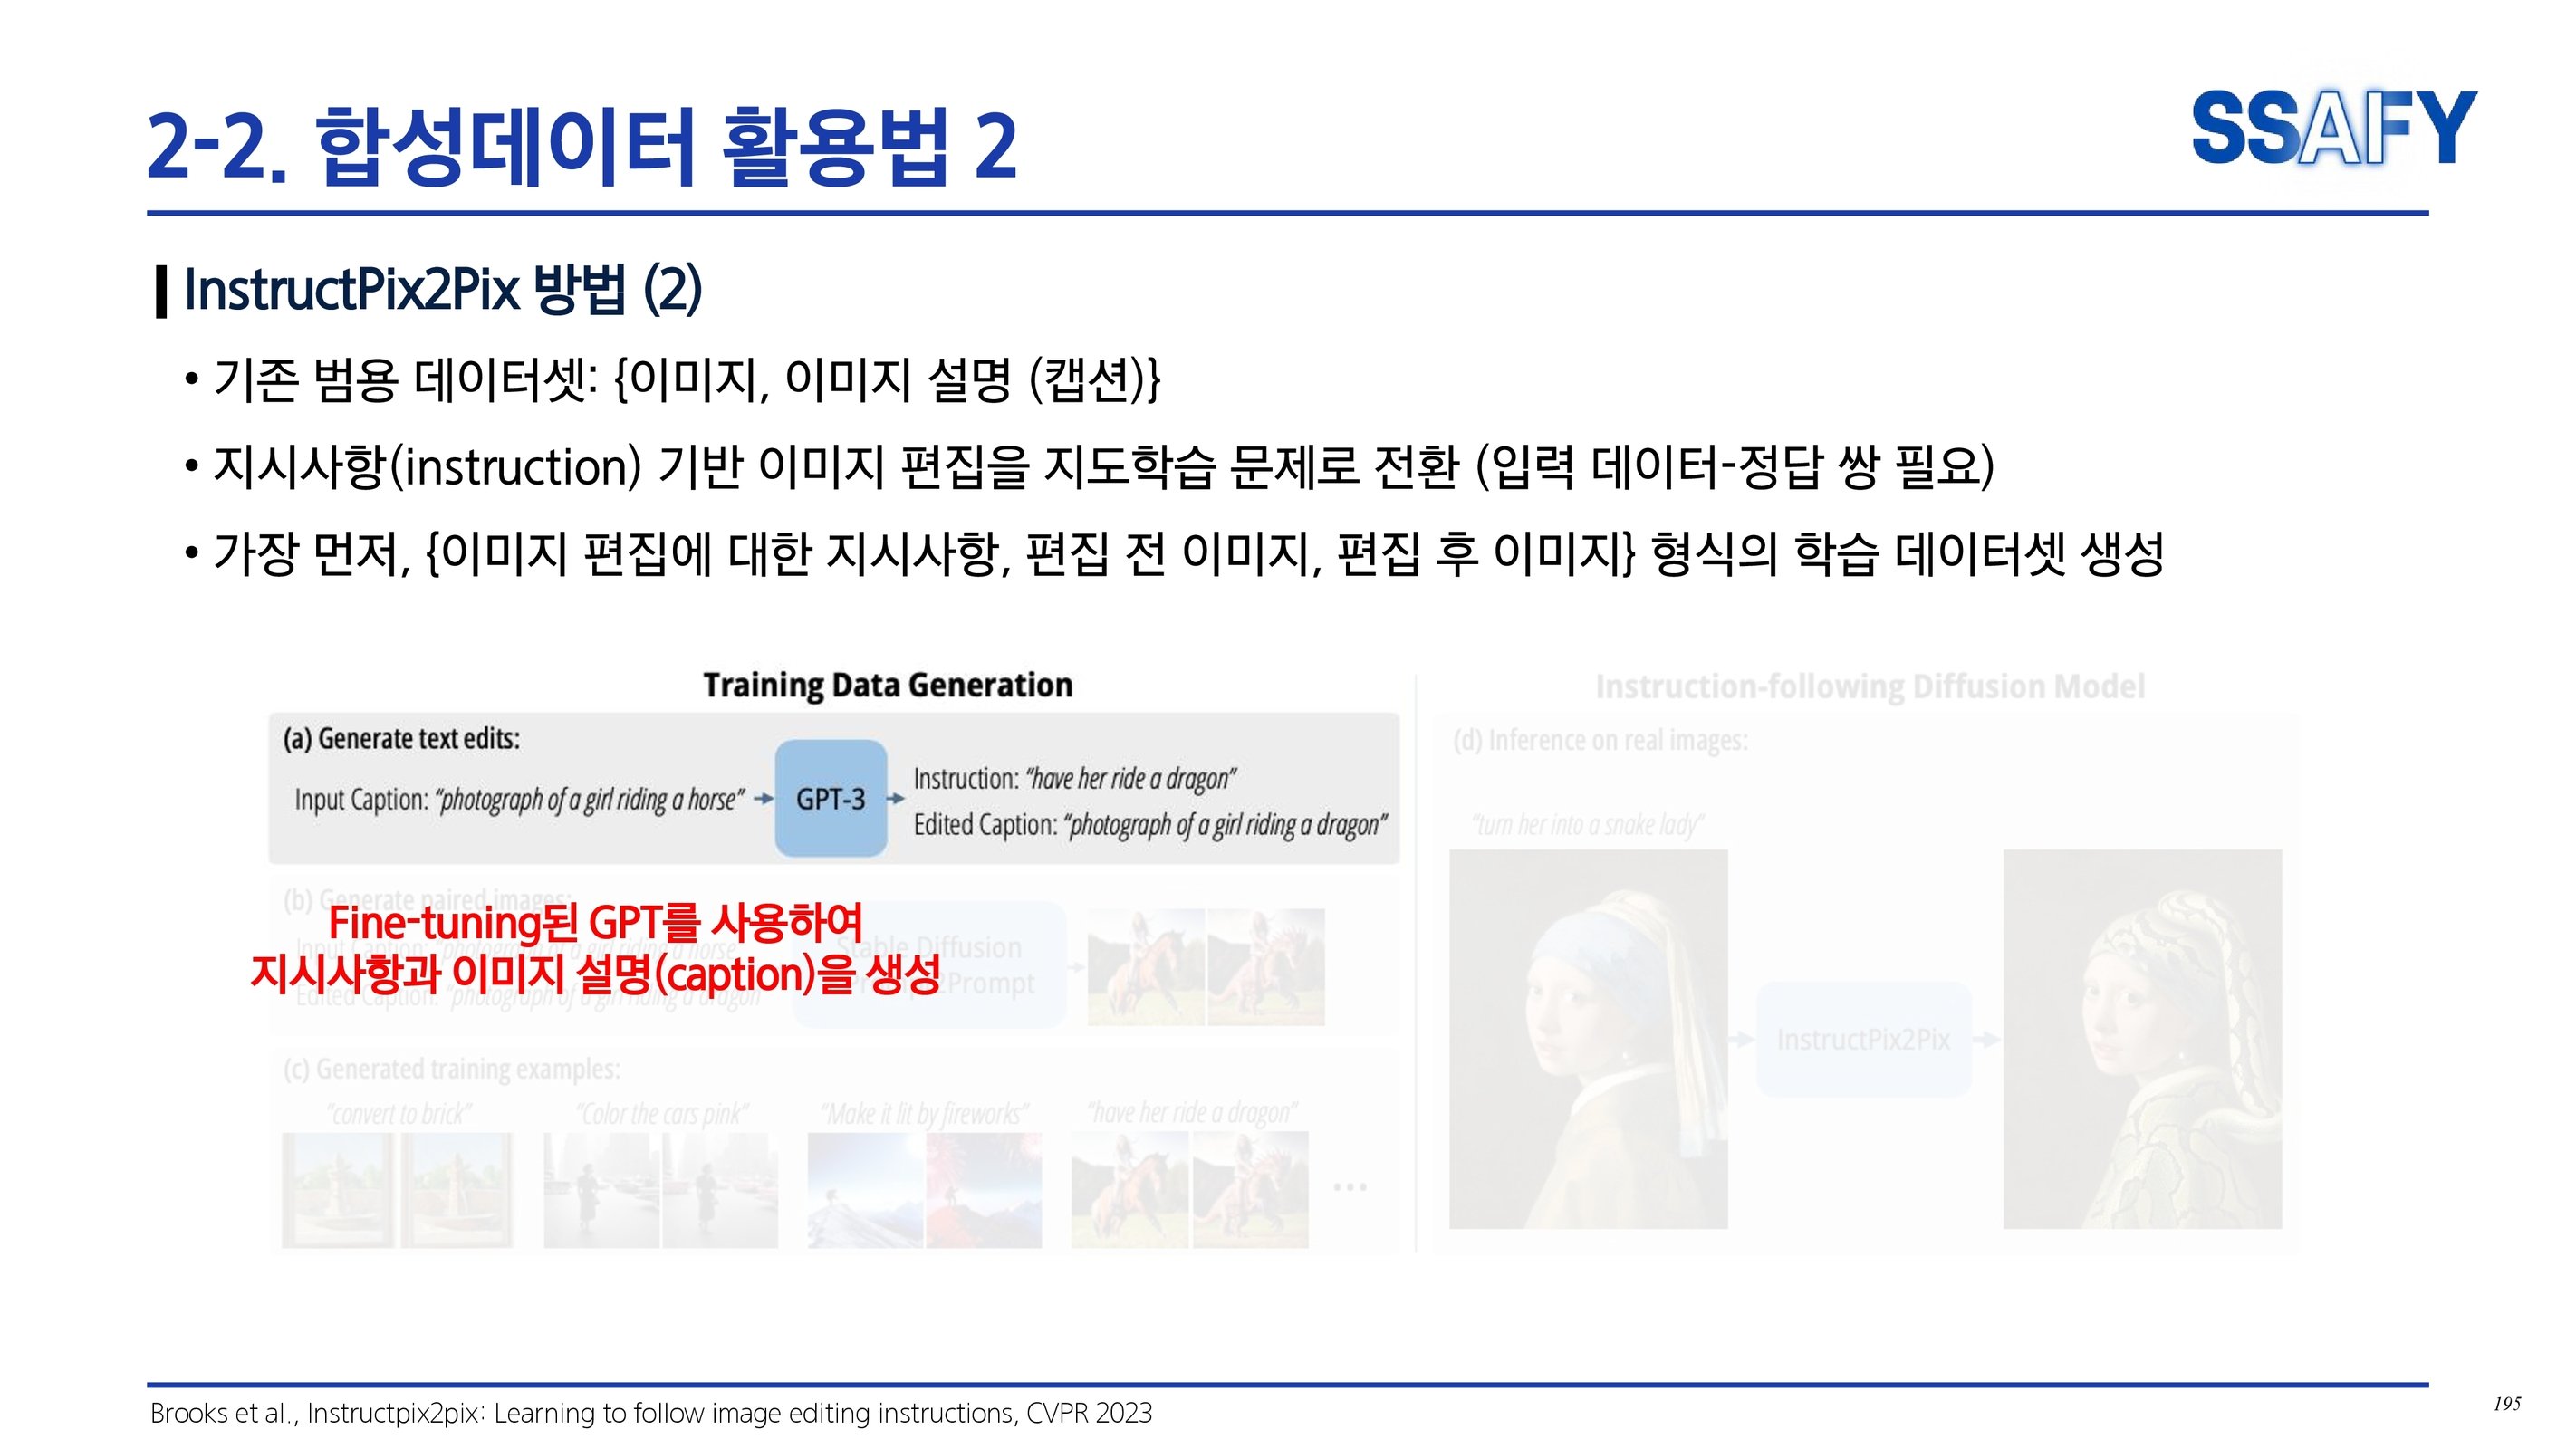 2-2. 합성데이터 활용법 2
SSAFY
InstructPix2Pix 방법 (2)
• 기존 범용 데이터셋: {이미지, 이미지 설명 (캡션)}
• 지시사항(instruction) 기반 이미지 편집을 지도학습 문제로 전환 (입력 데이터-정답 쌍 필요)
• 가장 먼저, {이미지 편집에 대한 지시사항, 편집 전 이미지, 편집 후 이미지} 형식의 학습 데이터셋 생성
Training Data Generation
(a) Generate text edits:
Input Caption: “photograph of a girl riding a horse”
GPT-3
Instruction: “have her ride a dragon”
Edited Caption: “photograph of a girl riding a dragon”
(b) Generate paired images:
Fine-tuning된 GPT를 사용하여
지시사항과 이미지 설명(caption)을 생성
Input Caption: “photograph of a girl riding a horse
Edited Caption: “photograph of a girl riding a dragon”
Stable Diffusion
Prompt2Prompt
(c) Generated training examples:
“convert to brick”
“Color the cars pink”
“Make it lit by fireworks”
“have her ride a dragon”
...
Instruction-following Diffusion Model
(d) Inference on real images:
“turn her into a snake lady”
InstructPix2Pix
Brooks et al., Instructpix2pix: Learning to follow image editing instructions, CVPR 2023
195